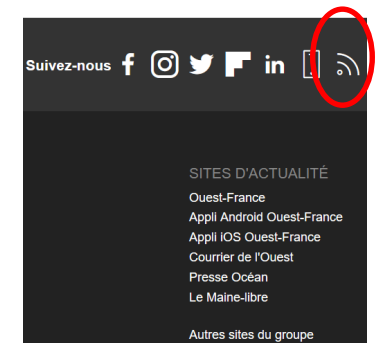 Suivez-nous
SITES D'ACTUALITÉ
Ouest-France
Appli Android Ouest-France
Appli iOS Ouest-France
Courrier de l'Ouest
Presse Océan
Le Maine-libre
Autres sites du groupe